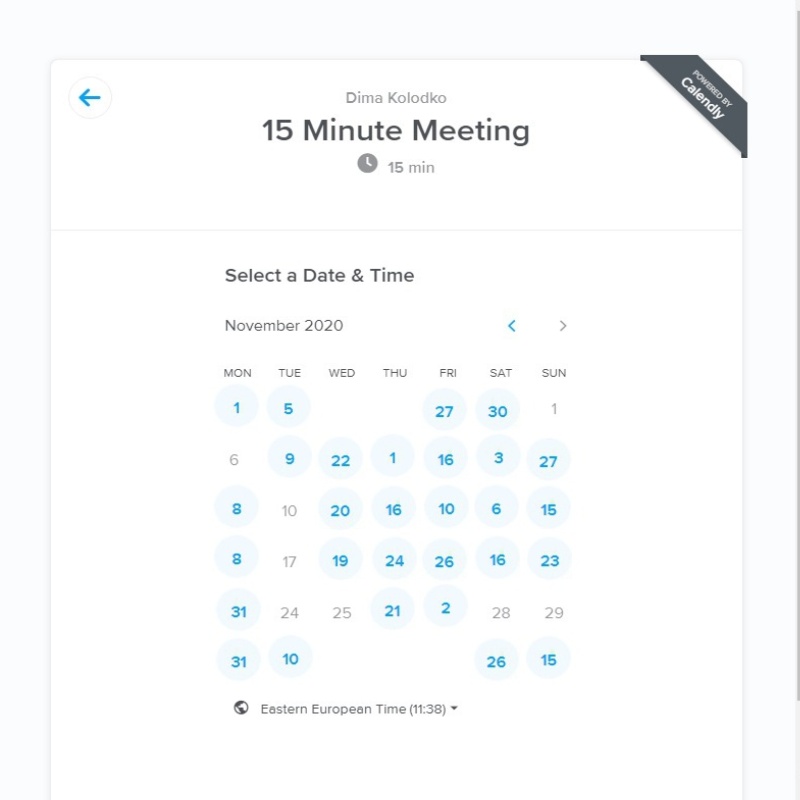 POWERED BY
Calendly
Dima Kolodko
15 Minute Meeting
15 min
Select a Date & Time
November 2020
MON TUE WED THU FRI SAT SUN
1 5 27 30 1
6 9 22 1 16 3 27
8 10 20 16 10 6 15
8 17 19 24 26 16 23
31 24 25 21 2 28 29
31 10 26 15
Eastern European Time (11:38)